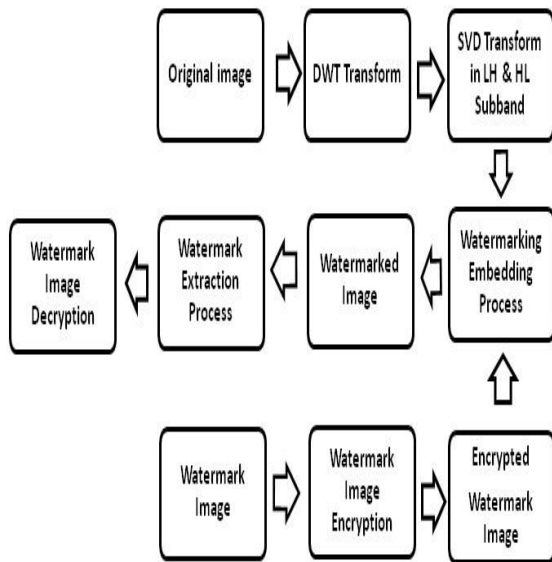 Original image
DWT Transform
SVD Transform
in LH & HL
Subband
Watermark
Image
Decryption
Watermark
Extraction
Process
Watermarked
Image
Watermarking
Embedding
Process
Watermark
Image
Watermark
Image
Encryption
Encrypted
Watermark
Image